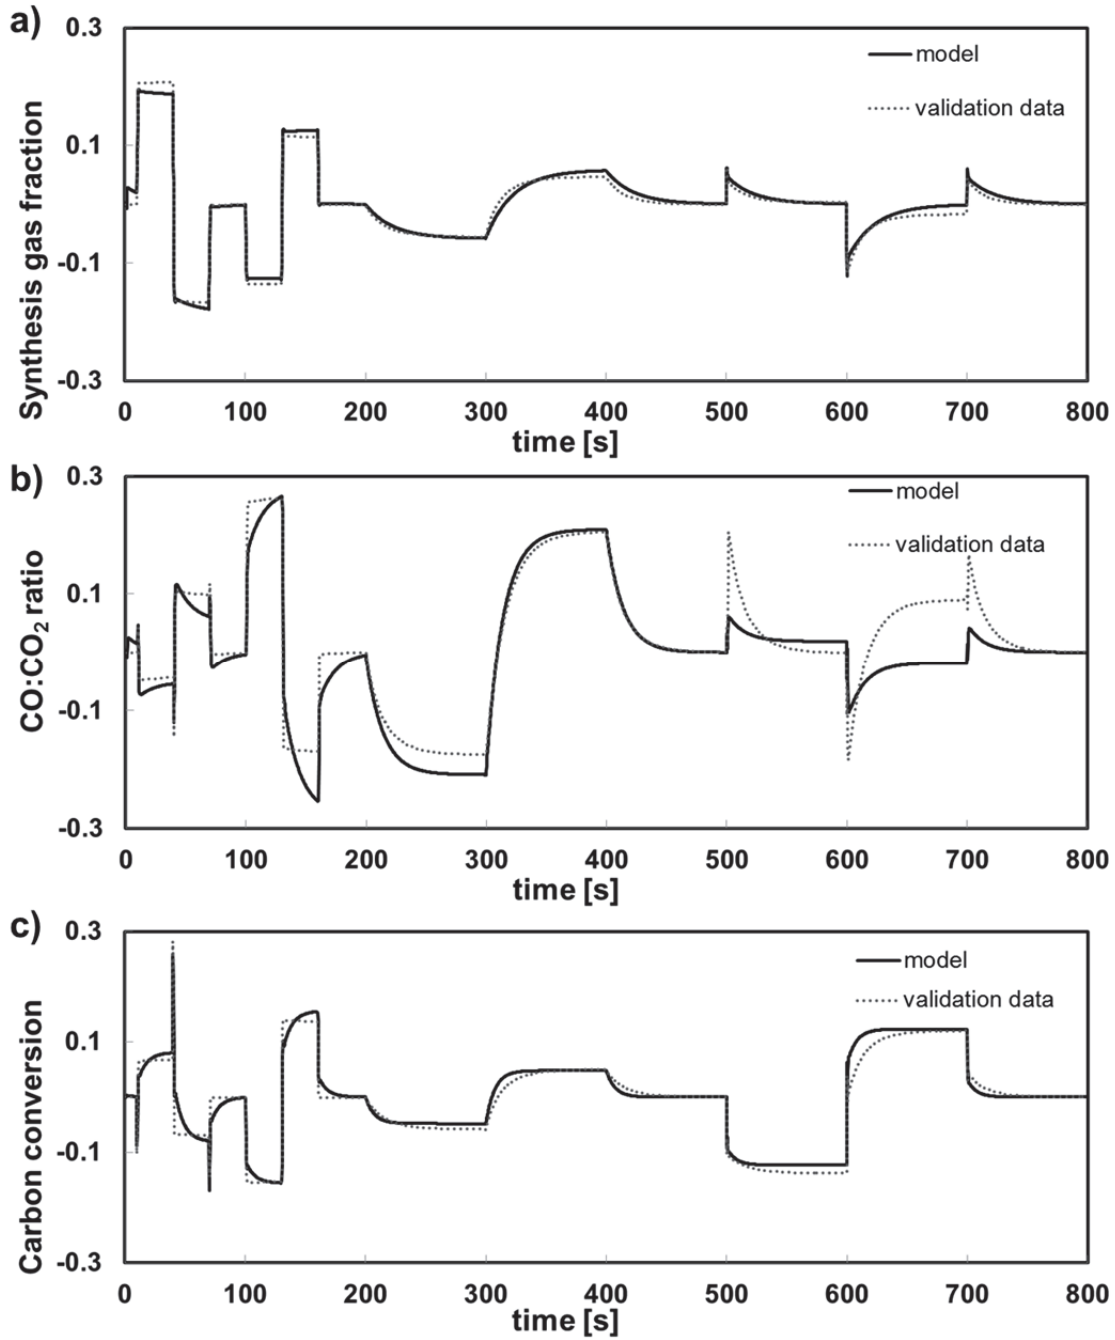 a)
0.3
0.1
-0.1
-0.3
Synthesis gas fraction
model
validation data
0 100 200 300 400 500 600 700 800
time [s]
b)
0.3
0.1
-0.1
-0.3
CO:CO₂ ratio
model
validation data
0 100 200 300 400 500 600 700 800
time [s]
c)
0.3
0.1
-0.1
-0.3
Carbon conversion
model
validation data
0 100 200 300 400 500 600 700 800
time [s]